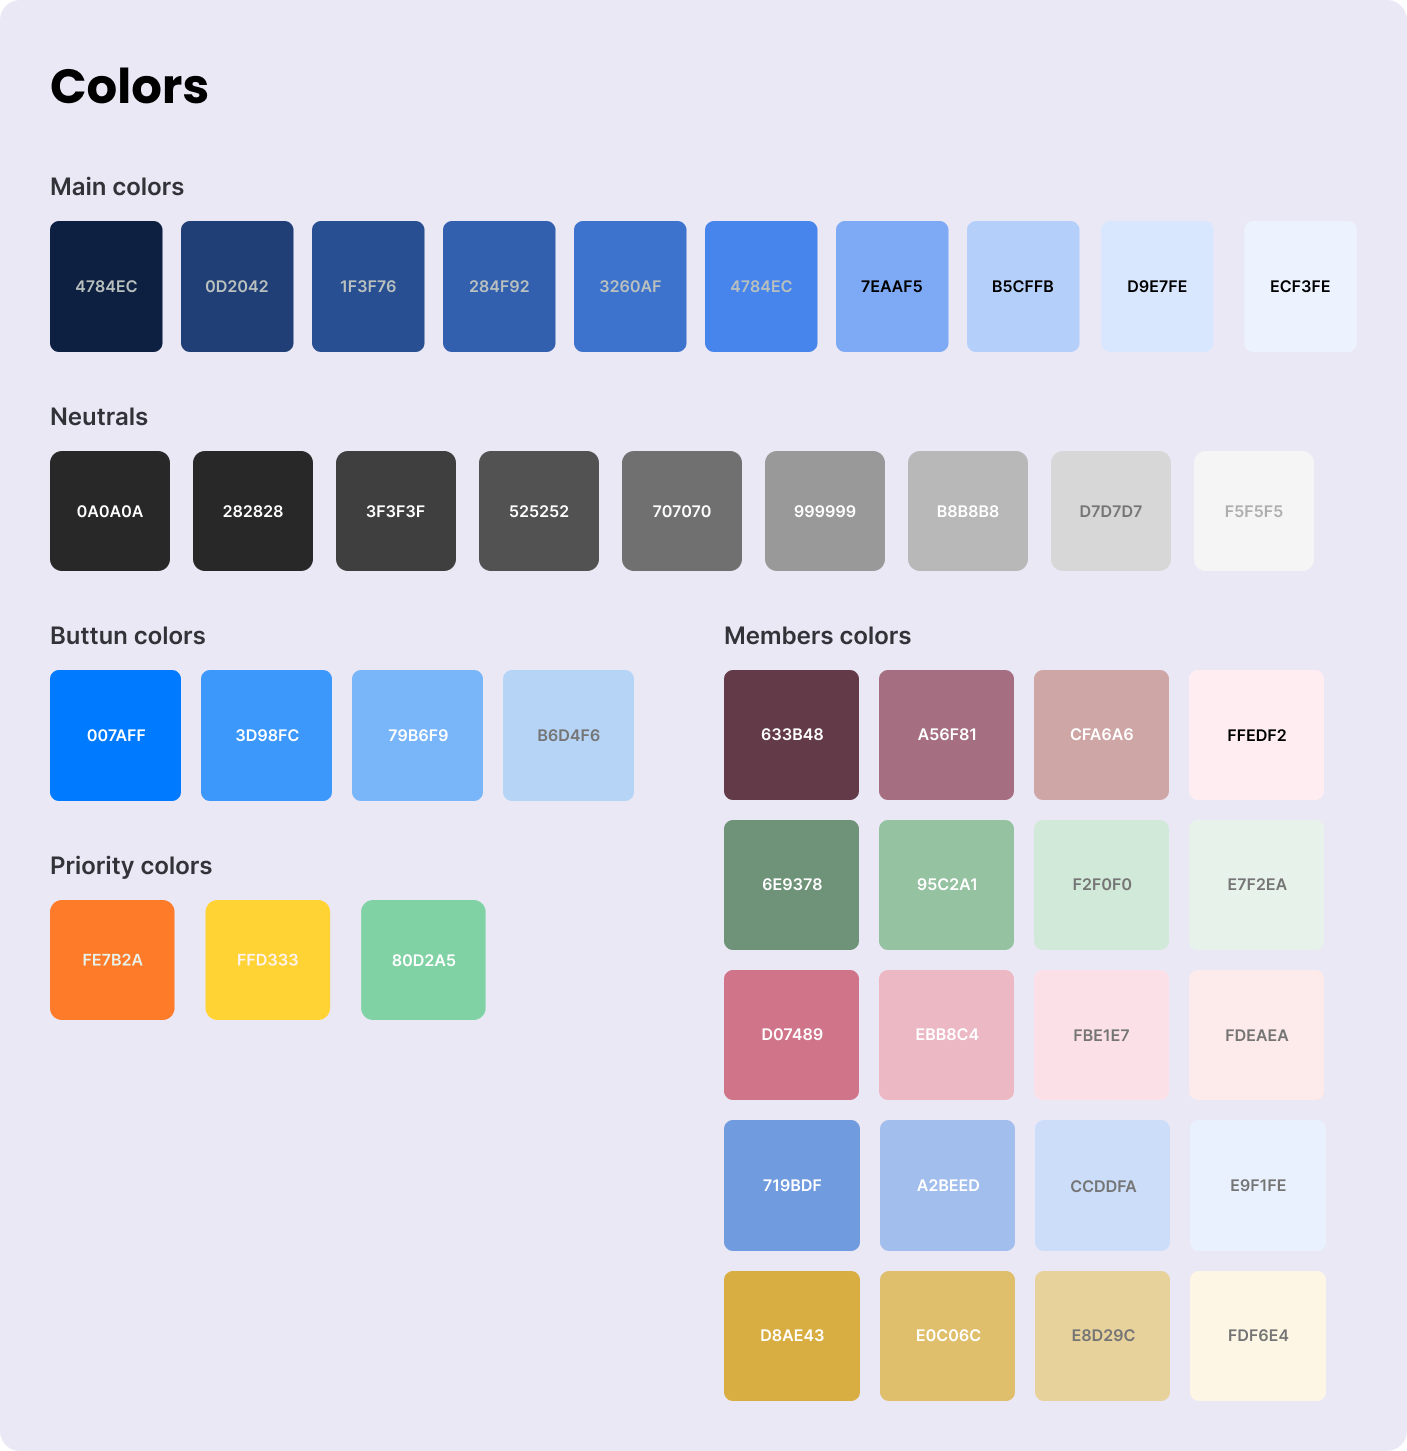 Colors
Main colors
4784EC 0D2042 1F3F76 284F92 3260AF 4784EC 7EAAF5 B5CFFB D9E7FE ECF3FE
Neutrals
0A0A0A 282828 3F3F3F 525252 707070 999999 B8B8B8 D7D7D7 F5F5F5
Buttun colors
007AFF 3D98FC 79B6F9 B6D4F6
Priority colors
FE7B2A FFD333 80D2A5
Members colors
633B48 A56F81 CFA6A6 FFEDF2
6E9378 95C2A1 F2F0F0 E7F2EA
D07489 EBB8C4 FBE1E7 FDEAEA
719BDF A2BEED CCDDFA E9F1FE
D8AE43 E0C06C E8D29C FDF6E4